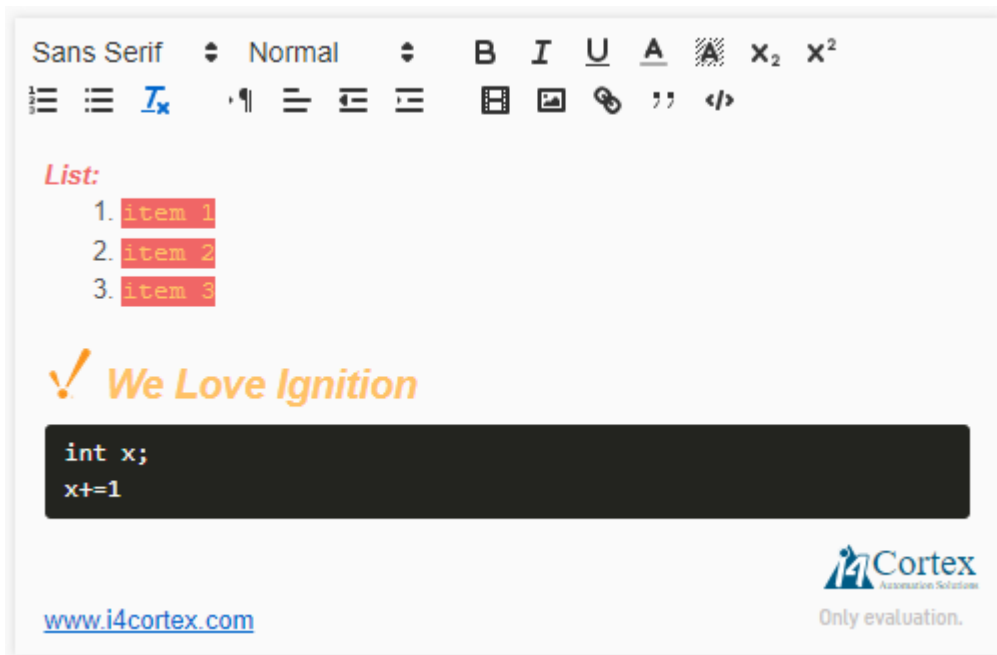 Sans Serif Normal B I U A A X₂ X²
List:
1. item 1
2. item 2
3. item 3
We Love Ignition
int x;
x+=1
i4Cortex
Automation Solutions
www.i4cortex.com
Only evaluation.